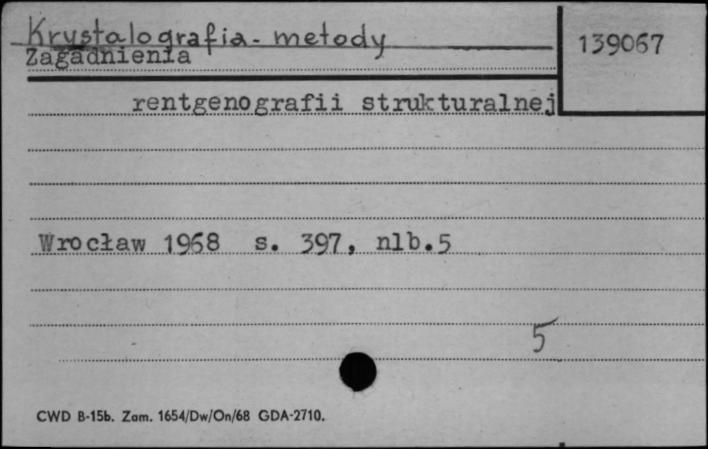 Krystalografia - metody
139067
Zagadnienia
rentgenografii strukturalnej
Wrocław 1968 s. 397, nlb.5
5
CWD B-15b. Zam. 1654/Dw/On/68 GDA-2710.